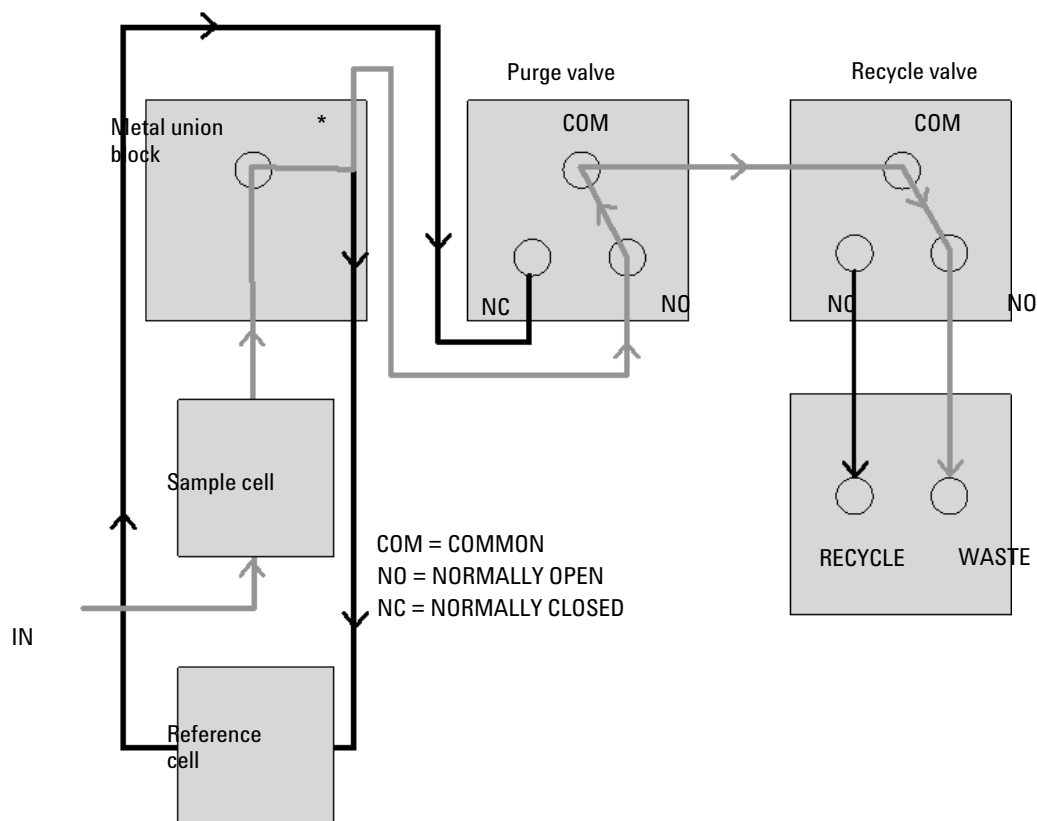 Purge valve
Recycle valve
Metal union
block
*
COM
COM
NC
NO
NC
NO
Sample cell
COM = COMMON
NO = NORMALLY OPEN
NC = NORMALLY CLOSED
RECYCLE
WASTE
IN
Reference
cell